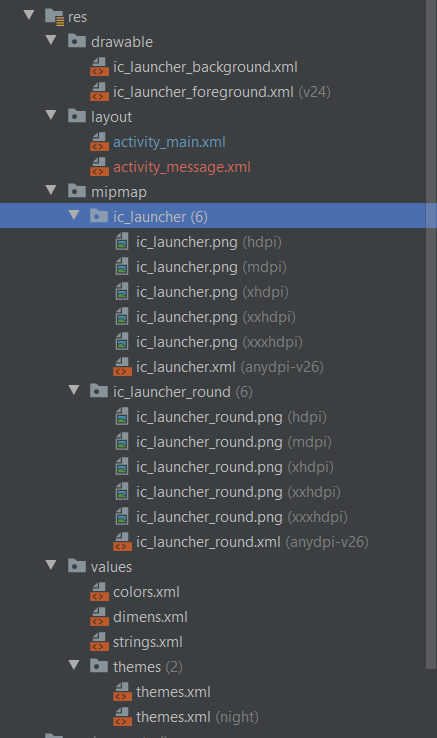 res
drawable
ic_launcher_background.xml
ic_launcher_foreground.xml (v24)
layout
activity_main.xml
activity_message.xml
mipmap
ic_launcher (6)
ic_launcher.png (hdpi)
ic_launcher.png (mdpi)
ic_launcher.png (xhdpi)
ic_launcher.png (xxhdpi)
ic_launcher.png (xxxhdpi)
ic_launcher.xml (anydpi-v26)
ic_launcher_round (6)
ic_launcher_round.png (hdpi)
ic_launcher_round.png (mdpi)
ic_launcher_round.png (xhdpi)
ic_launcher_round.png (xxhdpi)
ic_launcher_round.png (xxxhdpi)
ic_launcher_round.xml (anydpi-v26)
values
colors.xml
dimens.xml
strings.xml
themes (2)
themes.xml
themes.xml (night)